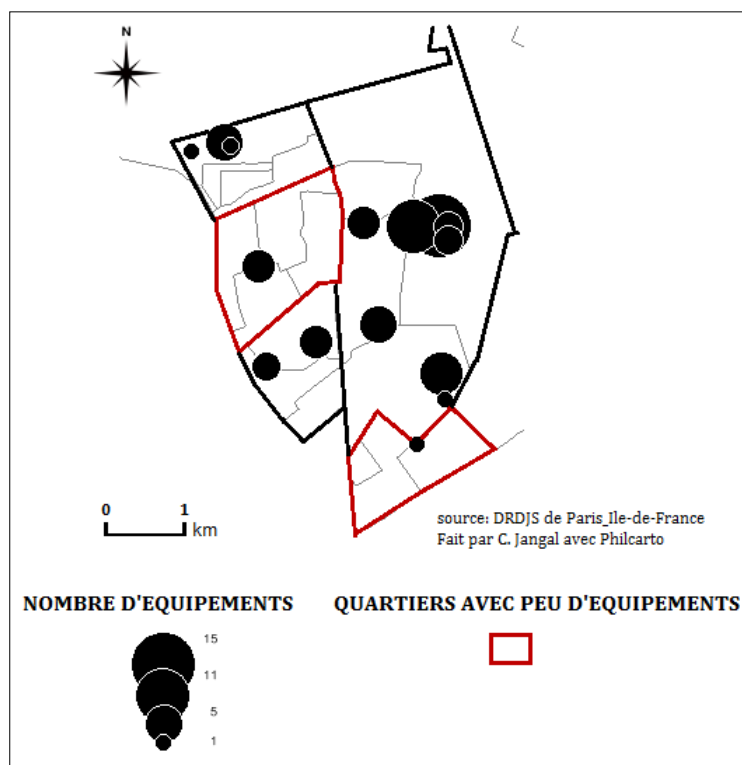 N
0 1
km
source: DRDJS de Paris_Ile-de-France
Fait par C. Jangal avec Philcarto
NOMBRE D'EQUIPEMENTS
QUARTIERS AVEC PEU D'EQUIPEMENTS
15
11
5
1